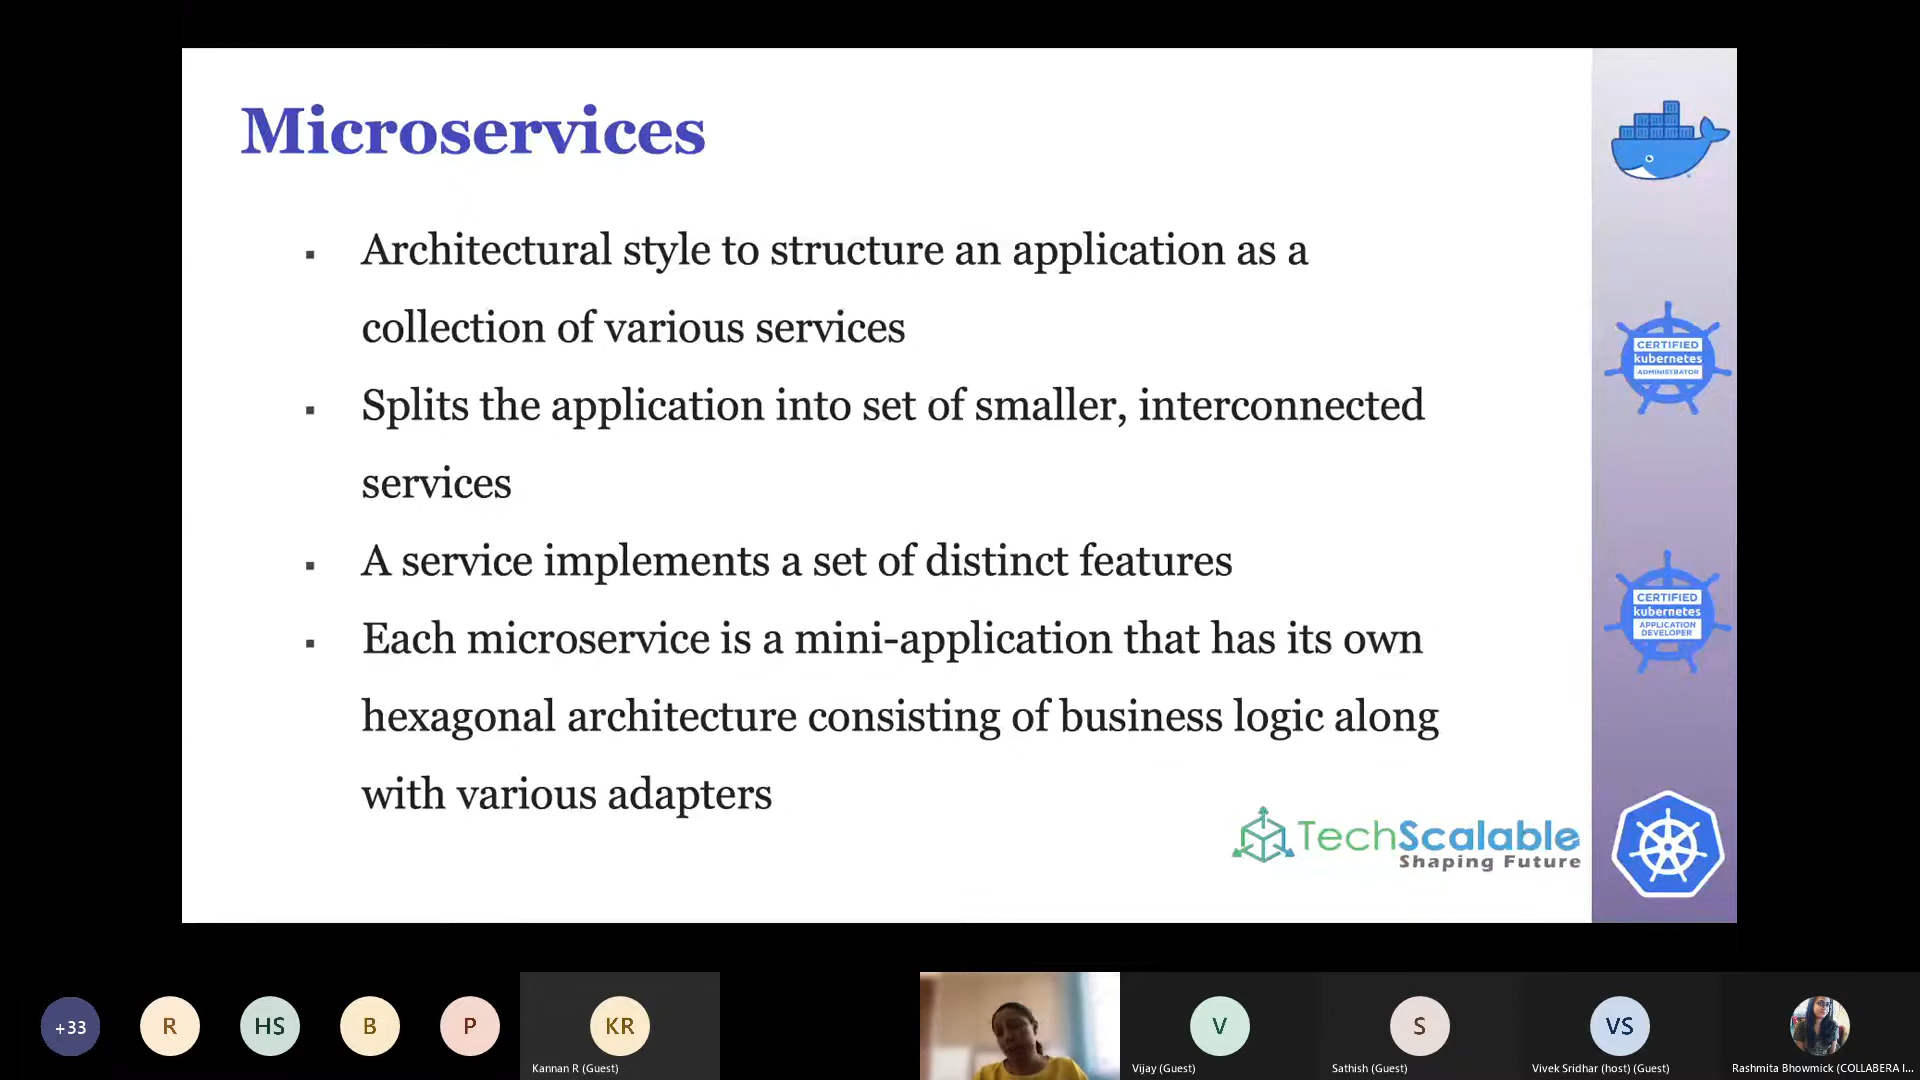 Microservices
▪ Architectural style to structure an application as a
collection of various services
▪ Splits the application into set of smaller, interconnected
services
▪ A service implements a set of distinct features
▪ Each microservice is a mini-application that has its own
hexagonal architecture consisting of business logic along
with various adapters
TechScalable
Shaping Future
CERTIFIED
kubernetes
ADMINISTRATOR
CERTIFIED
kubernetes
APPLICATION
DEVELOPER
+33
R
HS
B
P
KR
Kannan R (Guest)
V
Vijay (Guest)
S
Sathish (Guest)
VS
Vivek Sridhar (host) (Guest)
Rashmita Bhowmick (COLLABERA I...